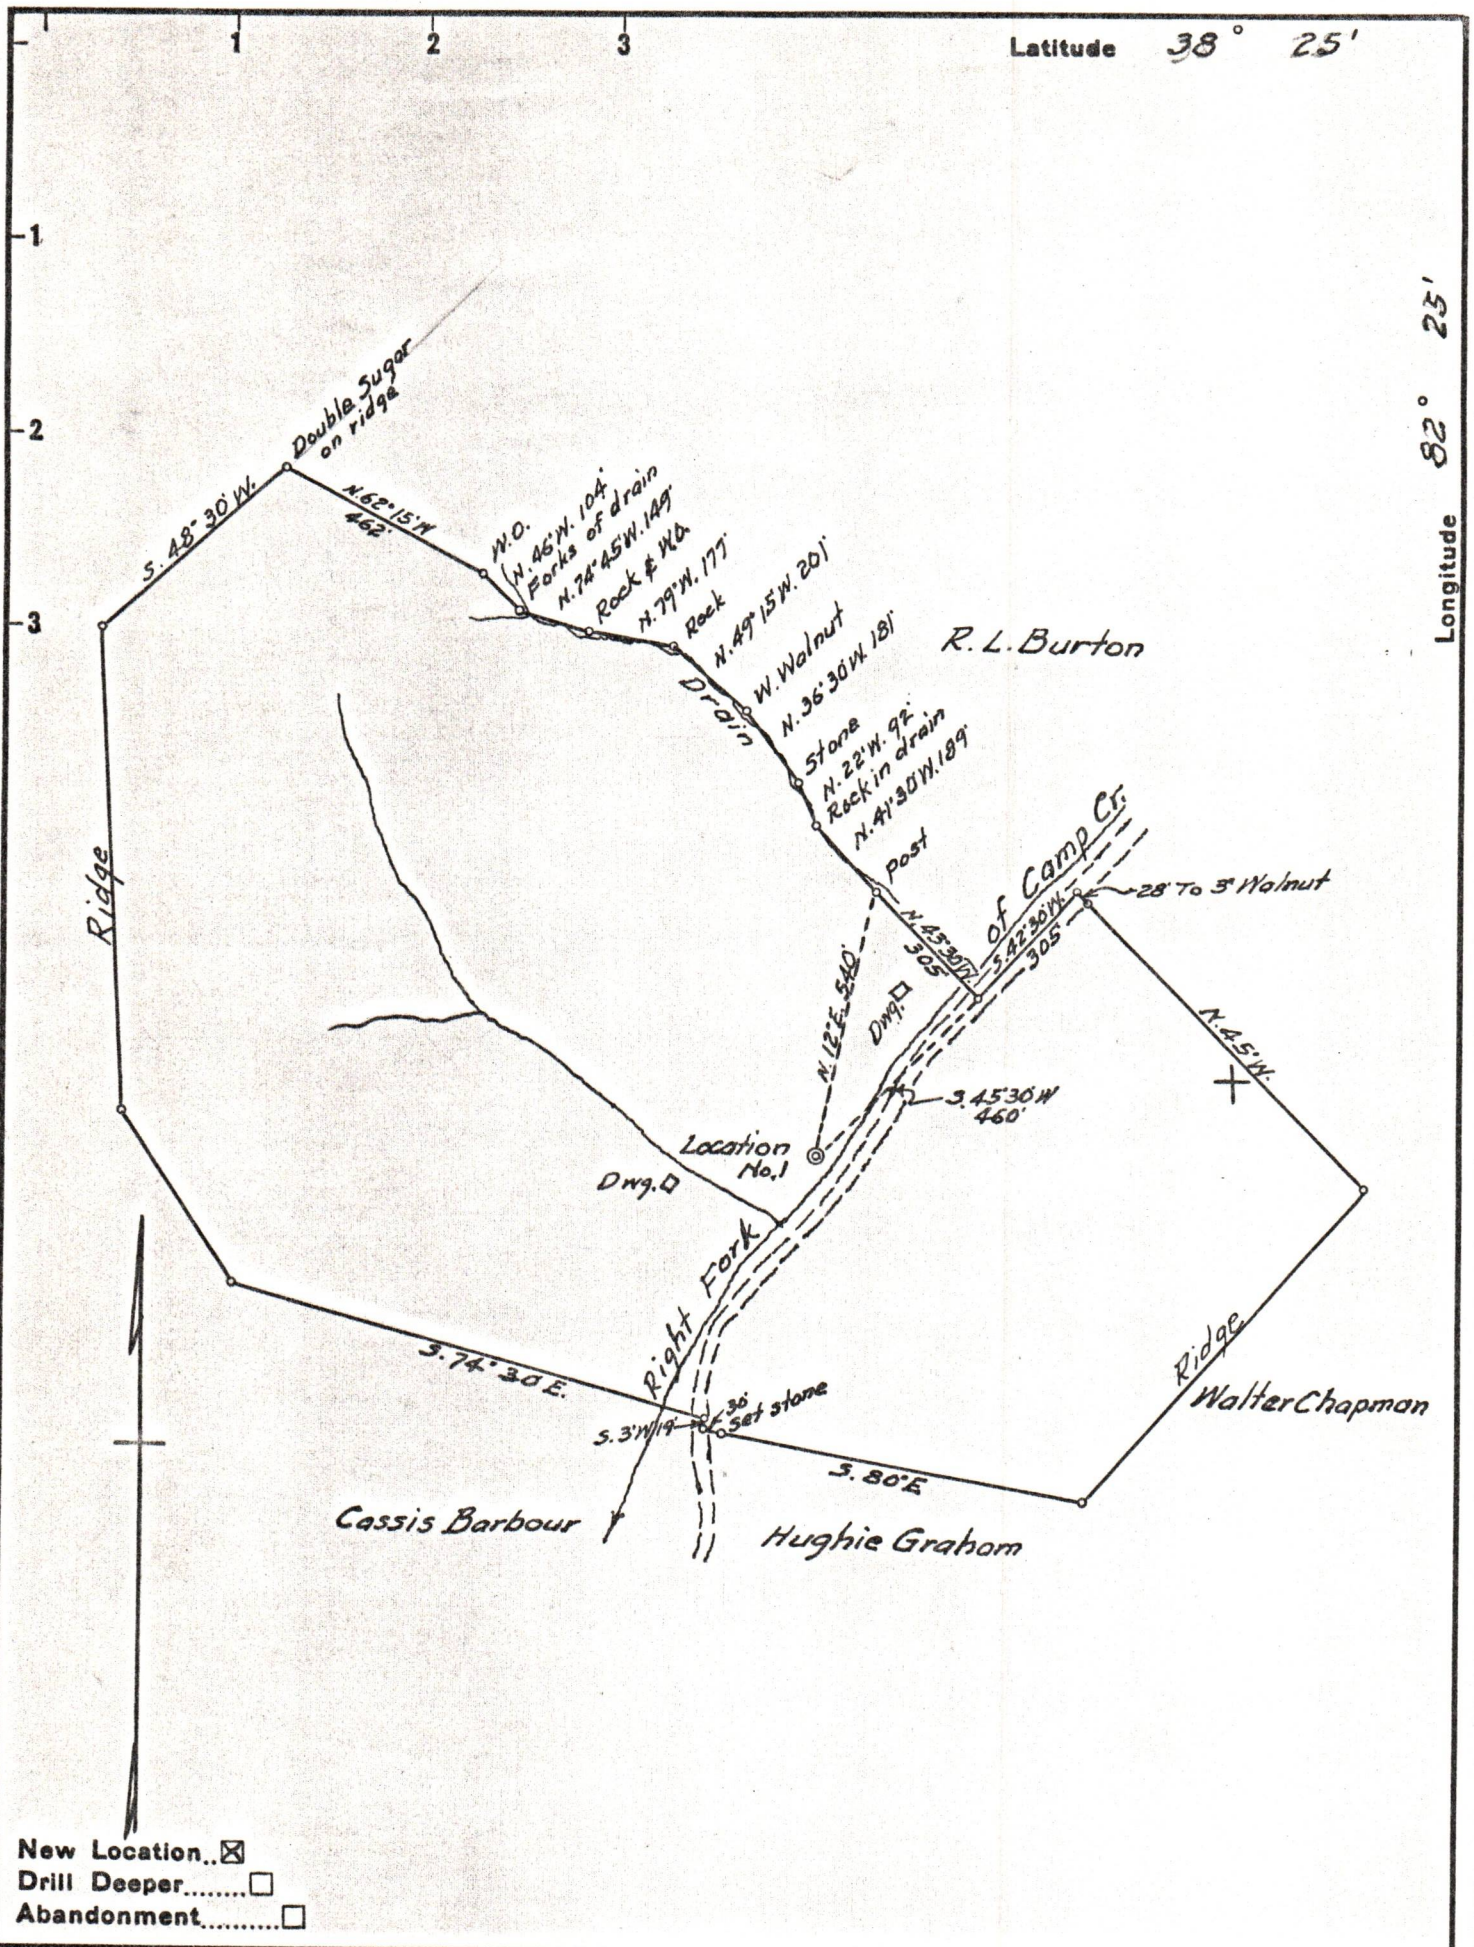 1 2 3 Latitude 38° 25'
1
2
3
Longitude 82° 25'
Double Sugar
on ridge
S. 48° 30' W.
N. 62° 15' W
462'
W.O.
N. 46° W. 104'
Forks of drain
N. 74° 45' W. 149'
Rock & W.O.
N. 79° W. 177'
Rock
N. 49° 15' W. 201'
W. Walnut
N. 36° 30' W. 181'
Stone
N. 22° W. 92'
Rock in drain
N. 41° 30' W. 189'
Post
Drain
R. L. Burton
Ridge
of Camp Cr.
28' To 3" Walnut
N. 43° 30' W.
305'
S. 42° 30' W.
305'
Dwg.
N. 12° E. 540'
N. 45° W.
S. 45° 30' W
460'
Location
No. 1
Dwg.
Right Fork
S. 74° 30' E.
Ridge
Walter Chapman
30'
Set stone
S. 3° W. 19'
S. 80° E
Cassis Barbour
Hughie Graham
New Location..☒
Drill Deeper........☐
Abandonment..........☐